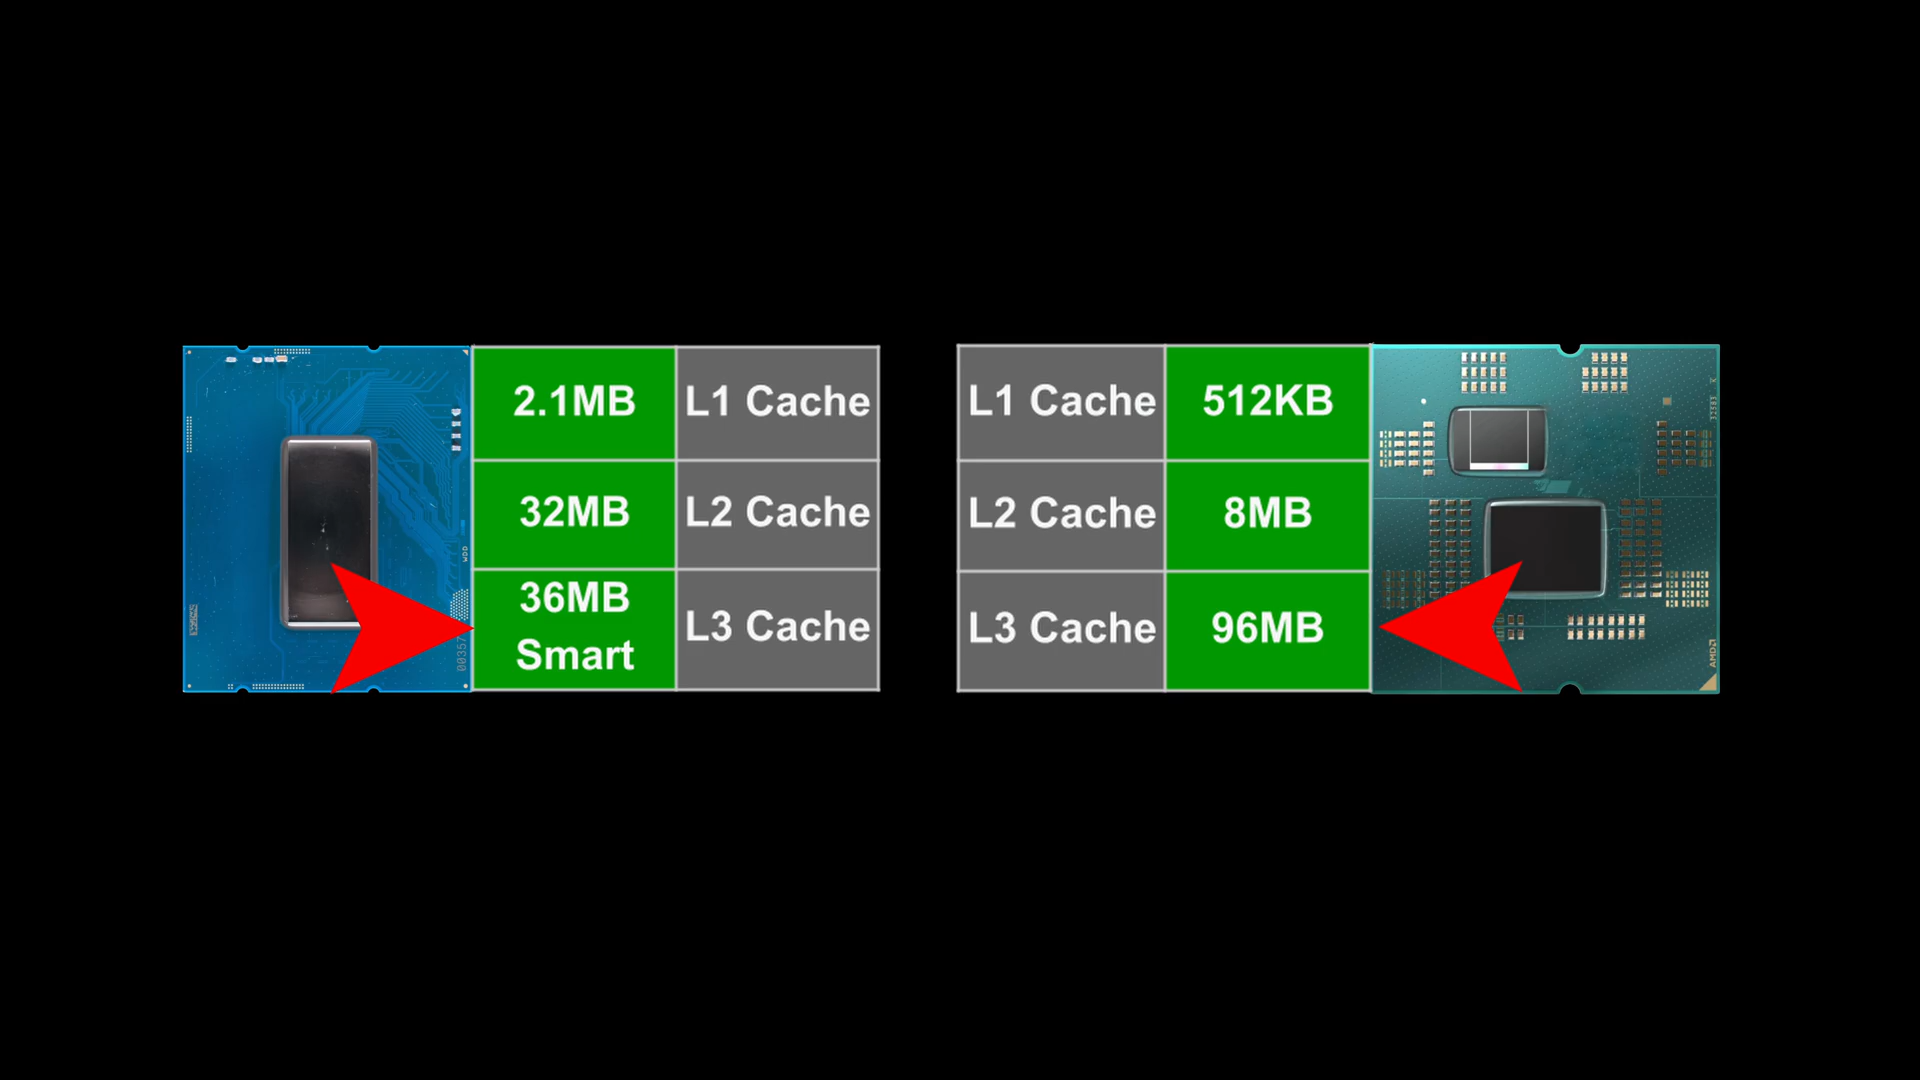 2.1MB L1 Cache
32MB L2 Cache
36MB
Smart
L3 Cache
L1 Cache 512KB
L2 Cache 8MB
L3 Cache 96MB
AMD